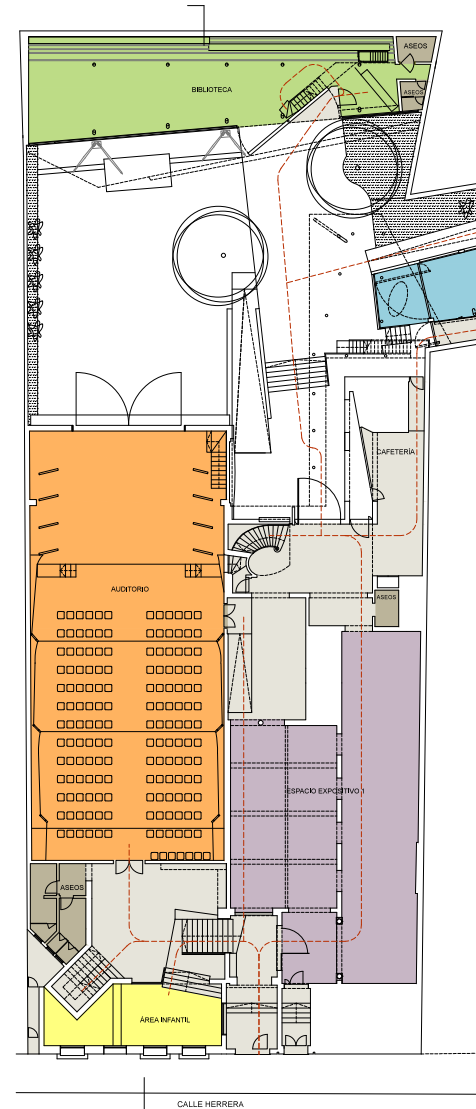 ASEOS
BIBLIOTECA
ASEOS
CAFETERÍA
AUDITORIO
ASEOS
ESPACIO EXPOSITIVO 1
ASEOS
ÁREA INFANTIL
CALLE HERRERA